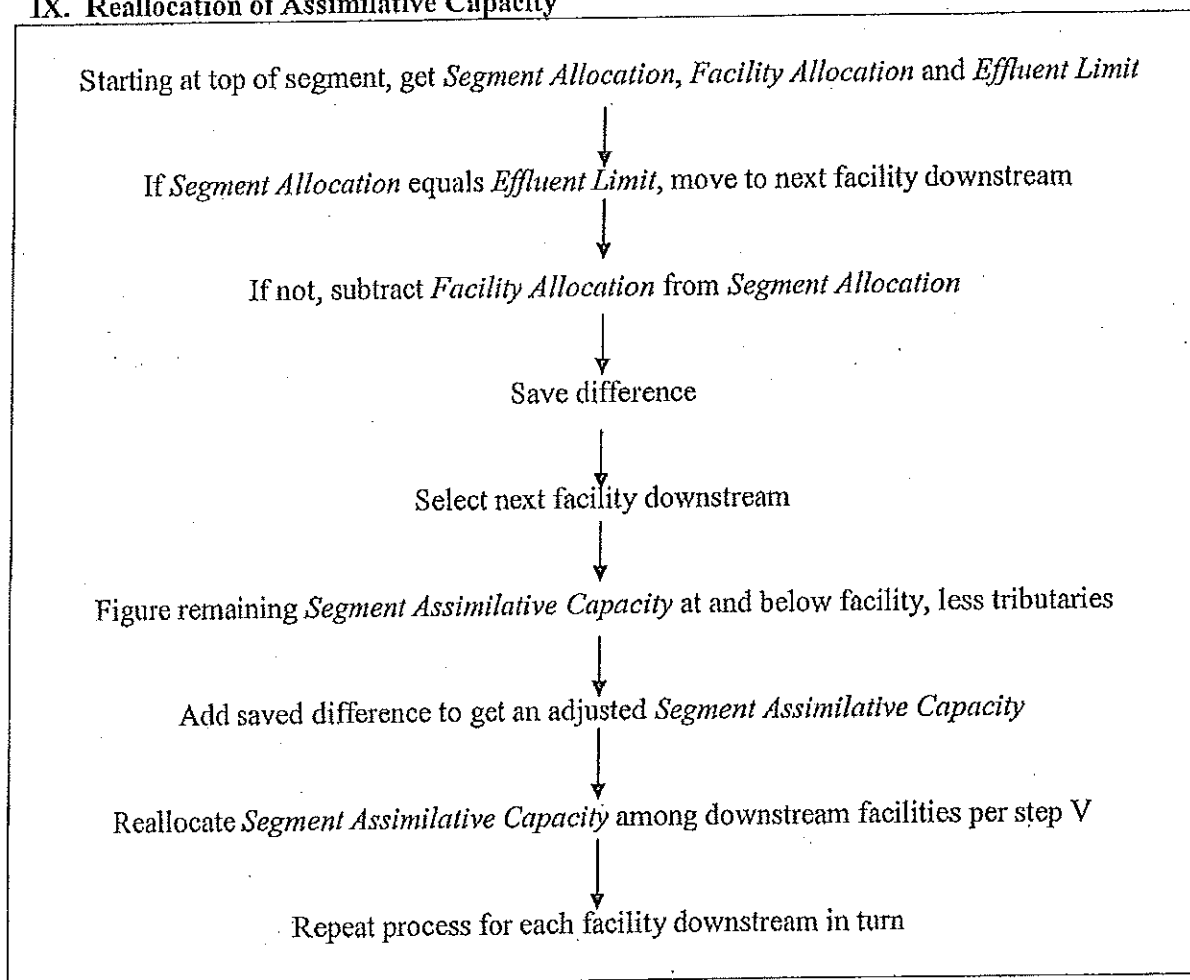 IX. Reallocation of Assimilative Capacity
Starting at top of segment, get Segment Allocation, Facility Allocation and Effluent Limit
If Segment Allocation equals Effluent Limit, move to next facility downstream
If not, subtract Facility Allocation from Segment Allocation
Save difference
Select next facility downstream
Figure remaining Segment Assimilative Capacity at and below facility, less tributaries
Add saved difference to get an adjusted Segment Assimilative Capacity
Reallocate Segment Assimilative Capacity among downstream facilities per step V
Repeat process for each facility downstream in turn